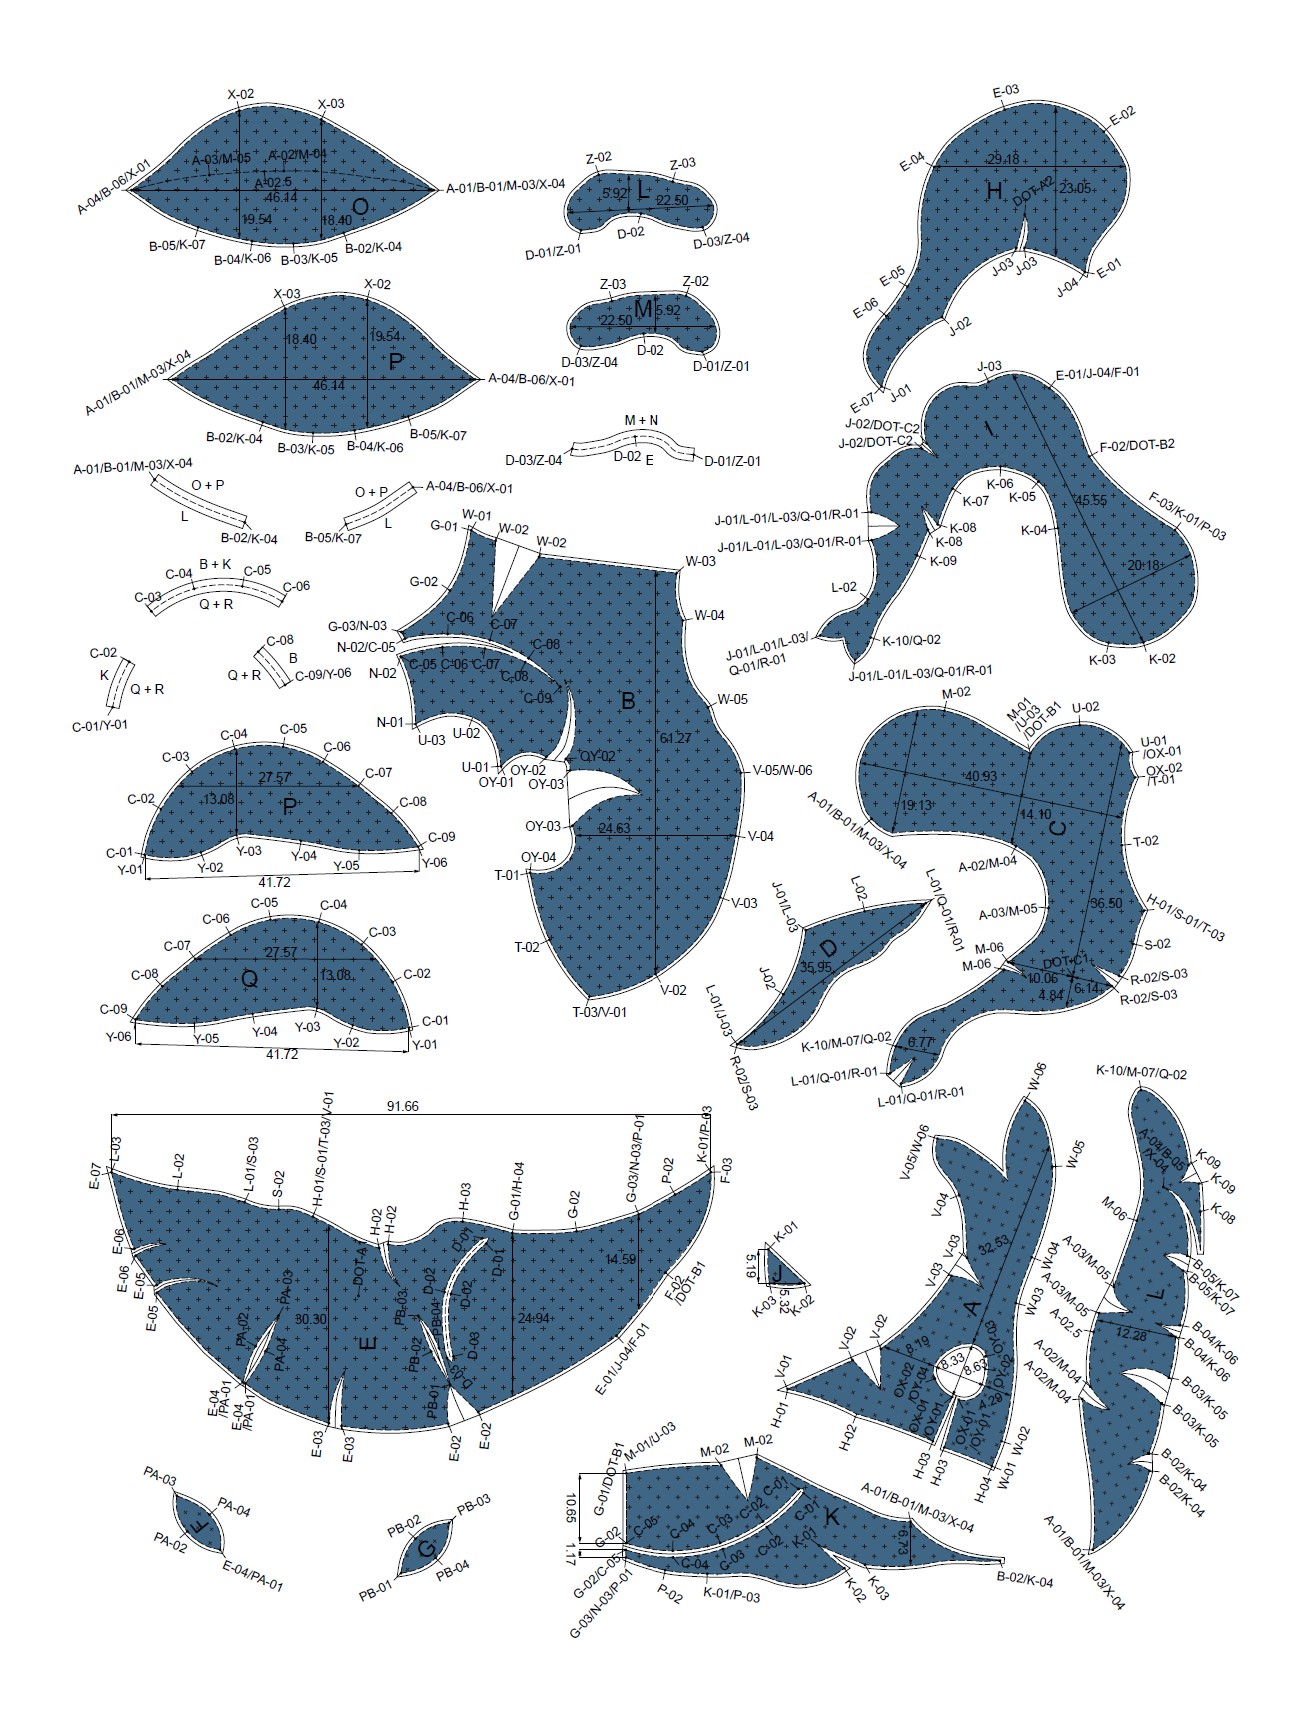 X-02
X-03
A-04/B-06/X-01
A-03/M-05
A-02/M-04
A-02.5
46.14
19.54
18.40
O
A-01/B-01/M-03/X-04
B-05/K-07
B-04/K-06
B-03/K-05
B-02/K-04
Z-02
Z-03
5.92
L
22.50
D-01/Z-01
D-02
D-03/Z-04
E-03
E-02
E-04
29.18
H
DOT-A2
23.05
J-03
J-03
J-04
E-01
E-05
E-06
J-02
E-07
J-01
X-03
X-02
18.40
19.54
P
46.14
A-01/B-01/M-03/X-04
A-04/B-06/X-01
B-02/K-04
B-03/K-05
B-04/K-06
B-05/K-07
Z-03
Z-02
M
5.92
22.50
D-03/Z-04
D-02
D-01/Z-01
M + N
D-03/Z-04
D-02
E
D-01/Z-01
A-01/B-01/M-03/X-04
O + P
L
B-02/K-04
O + P
A-04/B-06/X-01
L
B-05/K-07
B + K
C-04
C-05
C-03
C-06
Q + R
C-02
K
Q + R
C-01/Y-01
C-08
B
Q + R
C-09/Y-06
J-03
E-01/J-04/F-01
J-02/DOT-C2
J-02/DOT-C2
I
F-02/DOT-B2
K-06
K-07
K-05
45.55
F-03/K-01/P-03
J-01/L-01/L-03/Q-01/R-01
K-08
K-08
K-04
J-01/L-01/L-03/Q-01/R-01
K-09
20.18
L-02
J-01/L-01/L-03/
Q-01/R-01
K-10/Q-02
J-01/L-01/L-03/Q-01/R-01
K-03
K-02
W-01
G-01
W-02
W-02
W-03
G-02
W-04
G-03/N-03
C-06
C-07
N-02/C-05
C-08
C-05
C-06
C-07
C-08
N-02
C-09
B
W-05
N-01
U-03
U-02
61.27
U-01
OY-01
OY-02
OY-02
OY-03
V-05/W-06
OY-03
24.63
V-04
OY-04
T-01
V-03
T-02
V-02
T-03/V-01
C-04
C-05
C-03
C-06
27.57
C-07
C-02
13.08
P
C-08
C-01
Y-03
Y-04
C-09
Y-01
Y-02
Y-05
Y-06
41.72
C-05
C-04
C-06
C-03
C-07
27.57
C-08
Q
13.08
C-02
C-09
C-01
Y-06
Y-05
Y-04
Y-03
Y-02
Y-01
41.72
M-02
M-01
/U-03
/DOT-B1
U-02
U-01
/OX-01
OX-02
/T-01
40.93
19.13
14.10
C
A-01/B-01/M-03/X-04
T-02
A-02/M-04
36.50
A-03/M-05
H-01/S-01/T-03
M-06
M-06
DOT-C1
S-02
10.06
4.84
6.14
R-02/S-03
R-02/S-03
6.77
K-10/M-07/Q-02
L-01/Q-01/R-01
L-01/Q-01/R-01
L-02
L-01/Q-01/R-01
J-01/L-03
D
35.95
J-02
L-01/J-03
R-02/S-03
91.66
E-07
L-03
L-02
L-01/S-03
S-02
H-01/S-01/T-03/V-01
H-02
H-02
H-03
G-01/H-04
G-02
G-03/N-03/P-01
P-02
K-01/P-03
F-03
E-06
E-06
E-05
E-05
DOT-A1
D-01
D-01
14.59
F-02
/DOT-B1
PA-03
PA-02
PA-04
30.30
E
PB-03
PB-04
PB-02
D-02
D-02
D-03
D-03
24.94
PB-01
E-04
/PA-01
E-04
/PA-01
E-03
E-03
E-02
E-02
E-01/J-04/F-01
K-01
J
5.19
5.32
K-03
K-02
W-06
V-05/W-06
W-05
V-04
32.53
W-04
V-03
V-03
A
W-03
V-02
V-02
8.19
8.33
8.63
OY-03
OY-02
4.29
V-01
H-01
OX-02
/OY-04
OX-01
/OY-01
OX-01
/OY-01
H-02
H-03
H-03
H-04
W-01
W-02
K-10/M-07/Q-02
A-04/B-05
/X-04
K-09
K-09
K-08
M-06
A-03/M-05
A-03/M-05
L
B-05/K-07
B-05/K-07
A-02.5
12.28
B-04/K-06
B-04/K-06
A-02/M-04
A-02/M-04
B-03/K-05
B-03/K-05
B-02/K-04
B-02/K-04
A-01/B-01/M-03/X-04
PA-03
PA-04
F
PA-02
E-04/PA-01
PB-02
PB-03
G
PB-04
PB-01
M-01/U-03
G-01/DOT-B1
M-02
M-02
10.65
1.17
G-02
C-05
C-04
C-03
C-02
C-01
C-01
C-02
C-03
C-04
K-01
K
A-01/B-01/M-03/X-04
6.73
G-02/C-05
G-03/N-03/P-01
P-02
K-01/P-03
K-02
K-03
B-02/K-04